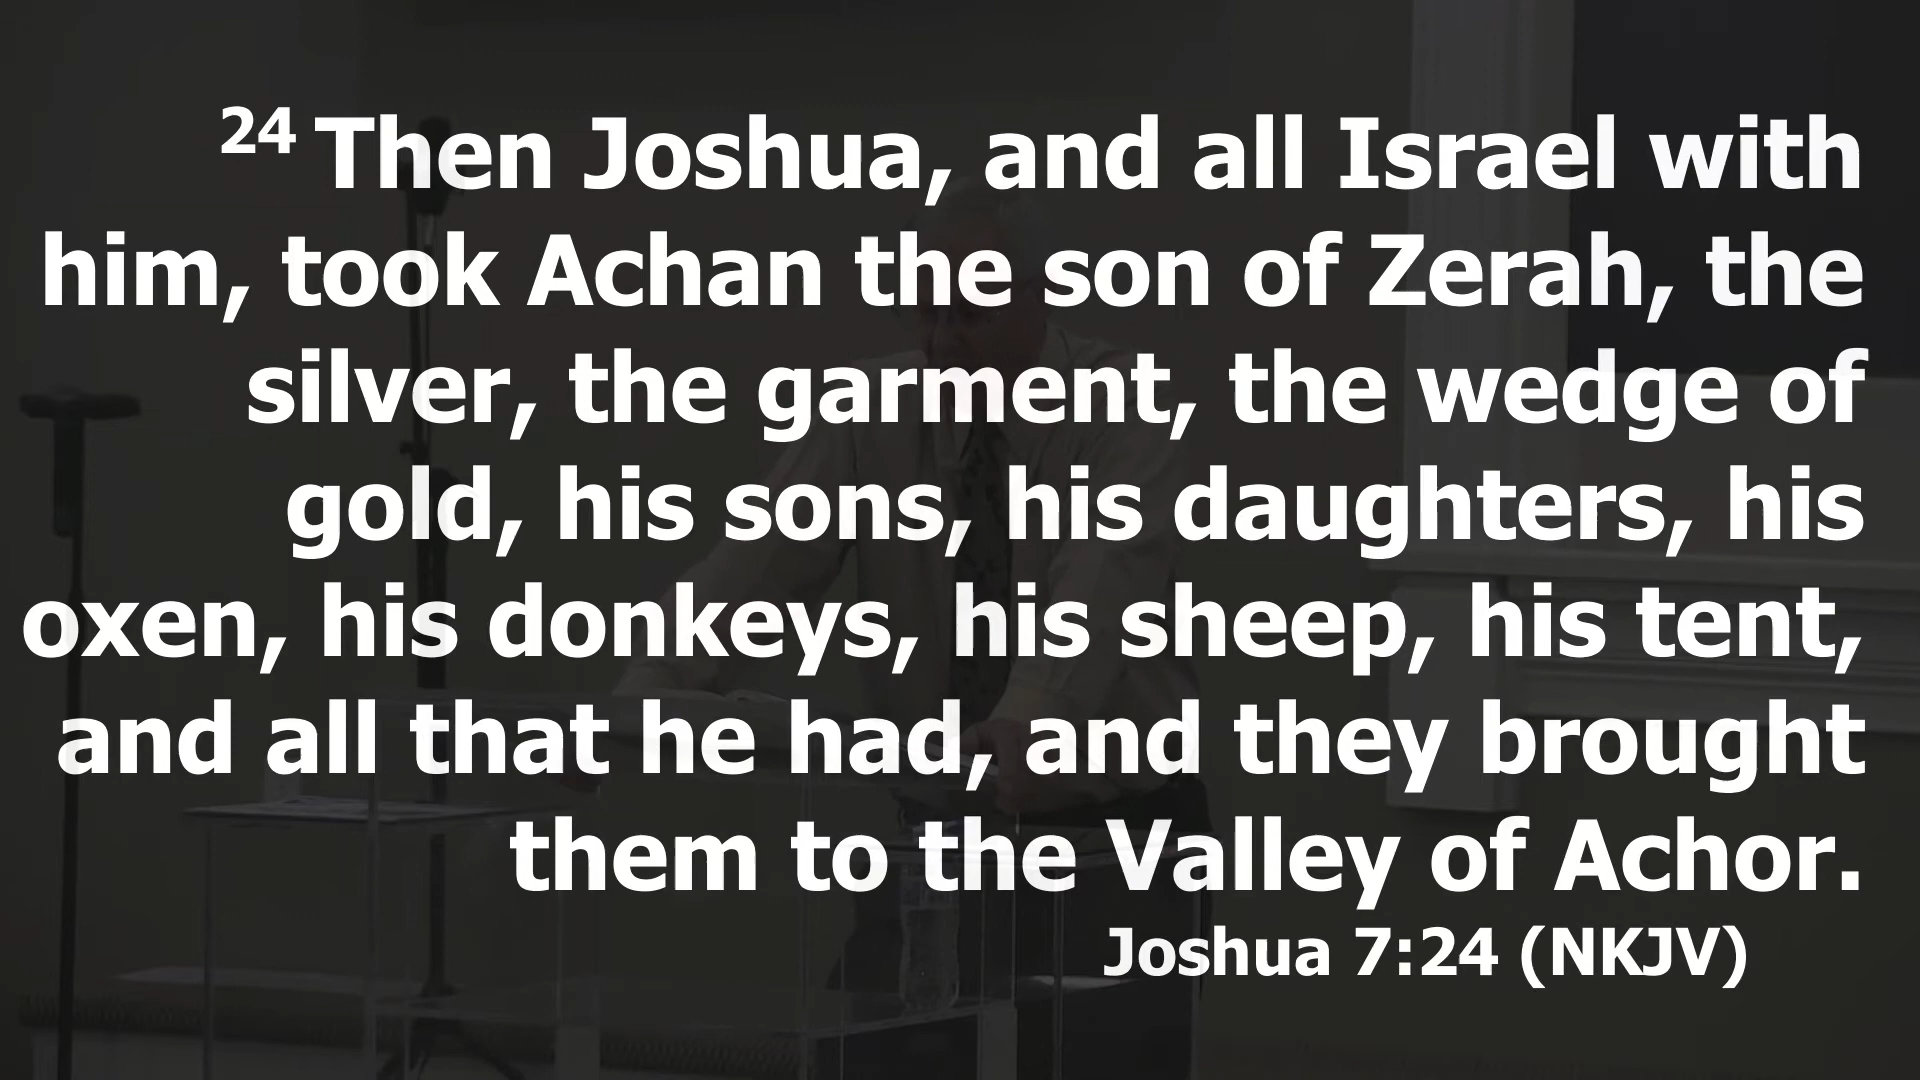 24 Then Joshua, and all Israel with
him, took Achan the son of Zerah, the
silver, the garment, the wedge of
gold, his sons, his daughters, his
oxen, his donkeys, his sheep, his tent,
and all that he had, and they brought
them to the Valley of Achor.
Joshua 7:24 (NKJV)